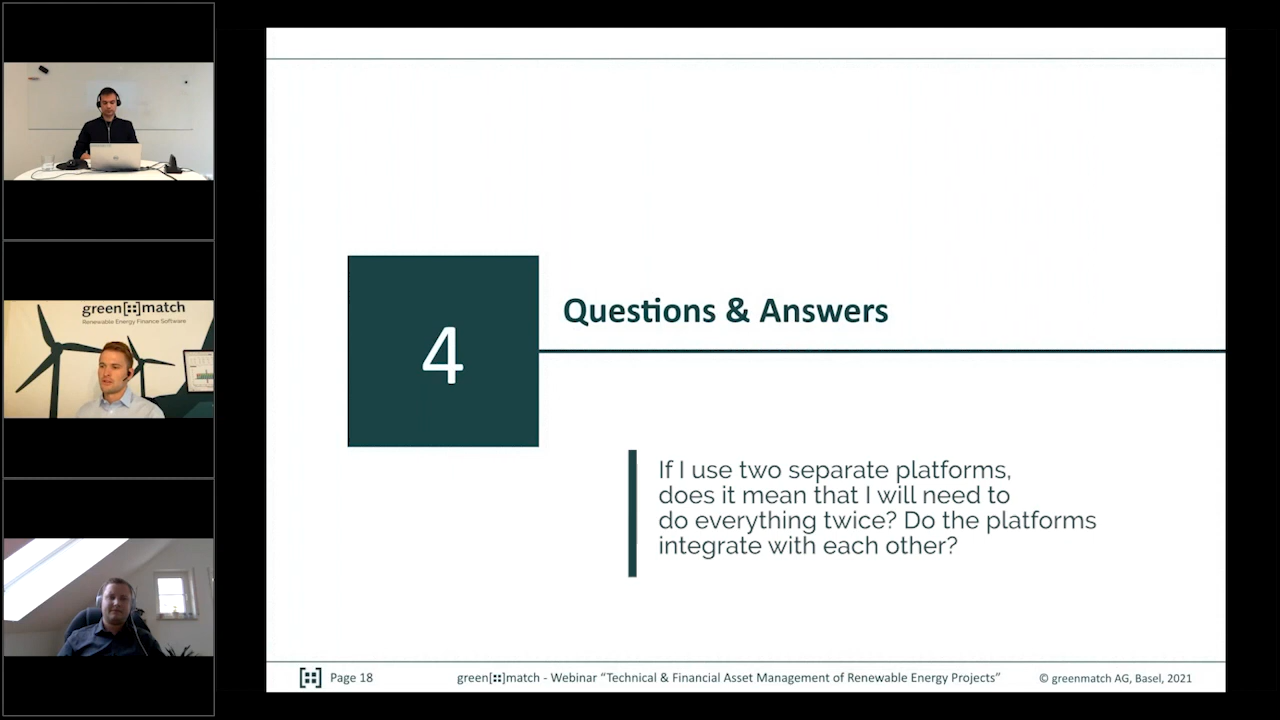 green[::]match
Renewable Energy Finance Software
4
Questions & Answers
If I use two separate platforms,
does it mean that I will need to
do everything twice? Do the platforms
integrate with each other?
[::] Page 18
green[::]match - Webinar “Technical & Financial Asset Management of Renewable Energy Projects”
© greenmatch AG, Basel, 2021